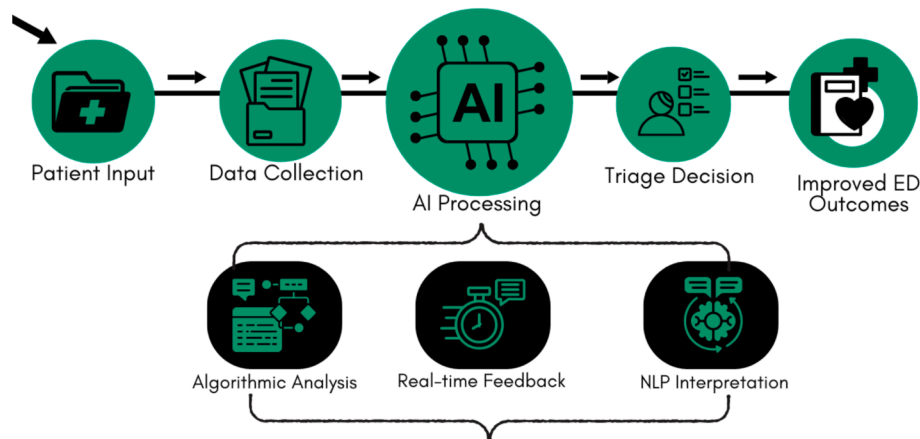 Patient Input
Data Collection
AI
AI Processing
Triage Decision
Improved ED
Outcomes
Algorithmic Analysis
Real-time Feedback
NLP Interpretation